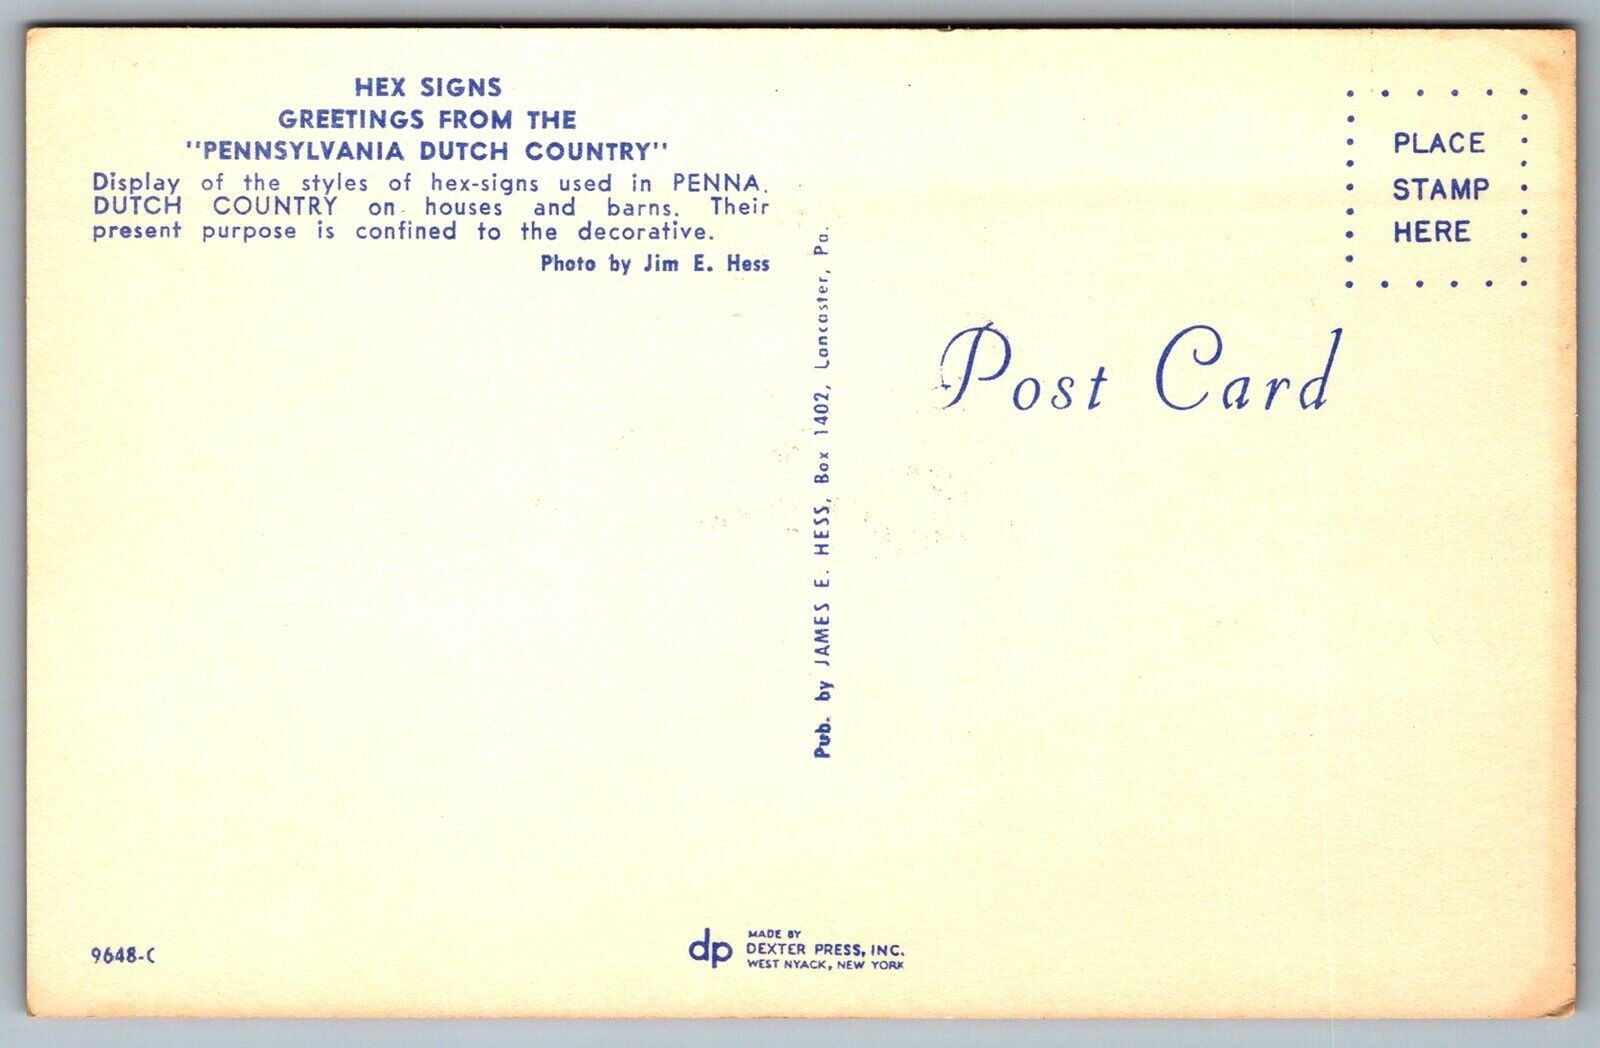 HEX SIGNS
GREETINGS FROM THE
"PENNSYLVANIA DUTCH COUNTRY"
Display of the styles of hex-signs used in PENNA.
DUTCH COUNTRY on houses and barns. Their
present purpose is confined to the decorative.
Photo by Jim E. Hess
Pub. by JAMES E. HESS, Box 1402, Lancaster, Pa.
PLACE
STAMP
HERE
Post Card
9648-C
dp
MADE BY
DEXTER PRESS, INC.
WEST NYACK, NEW YORK